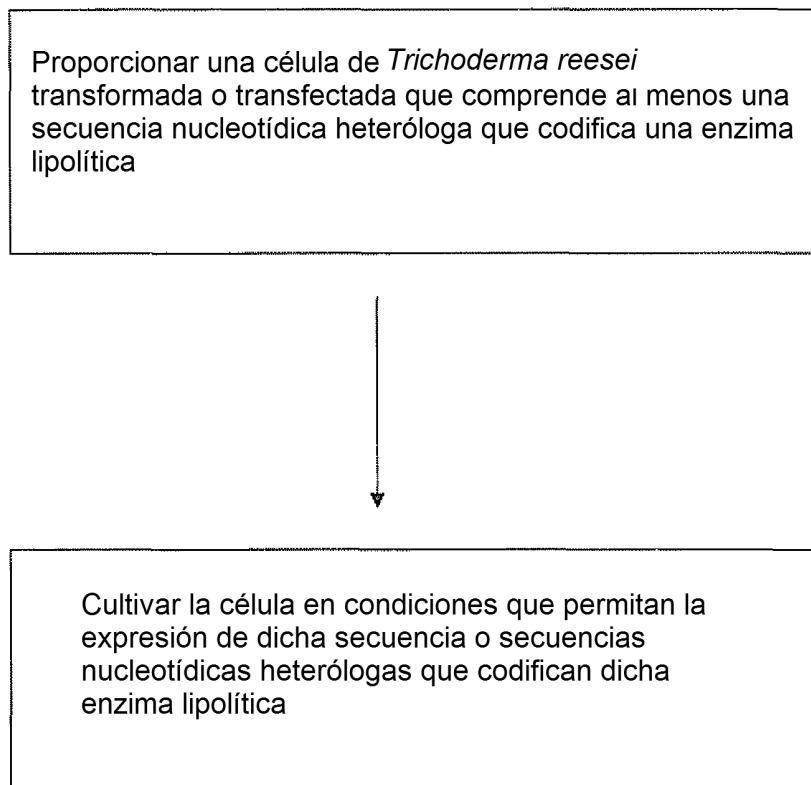 Proporcionar una célula de Trichoderma reesei
transformada o transfectada que comprende al menos una
secuencia nucleotídica heteróloga que codifica una enzima
lipolítica
Cultivar la célula en condiciones que permitan la
expresión de dicha secuencia o secuencias
nucleotídicas heterólogas que codifican dicha
enzima lipolítica